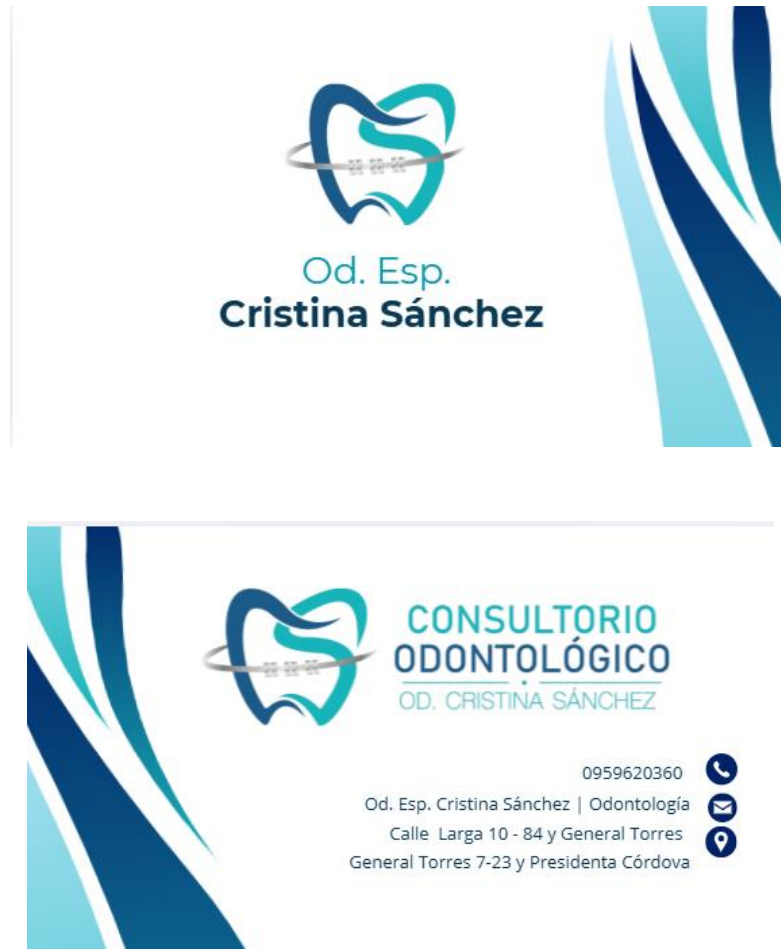 Od. Esp.
Cristina Sánchez
CONSULTORIO
ODONTOLÓGICO
OD. CRISTINA SÁNCHEZ
0959620360
Od. Esp. Cristina Sánchez | Odontología
Calle Larga 10 - 84 y General Torres
General Torres 7-23 y Presidenta Córdova